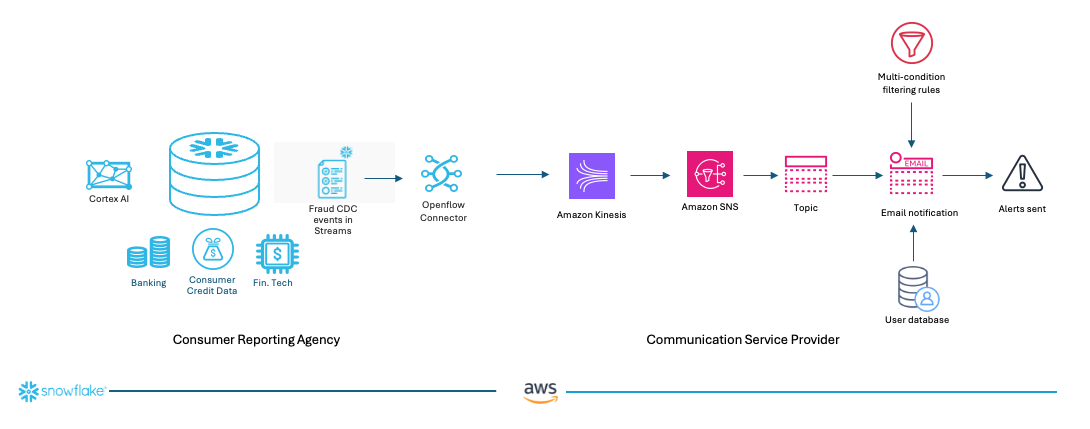 Multi-condition
filtering rules
Cortex AI
Fraud CDC
events in
Streams
Openflow
Connector
Amazon Kinesis
Amazon SNS
Topic
EMAIL
Email notification
Alerts sent
Banking
$
Consumer
Credit Data
$
Fin. Tech
User database
Consumer Reporting Agency
Communication Service Provider
snowflake
aws